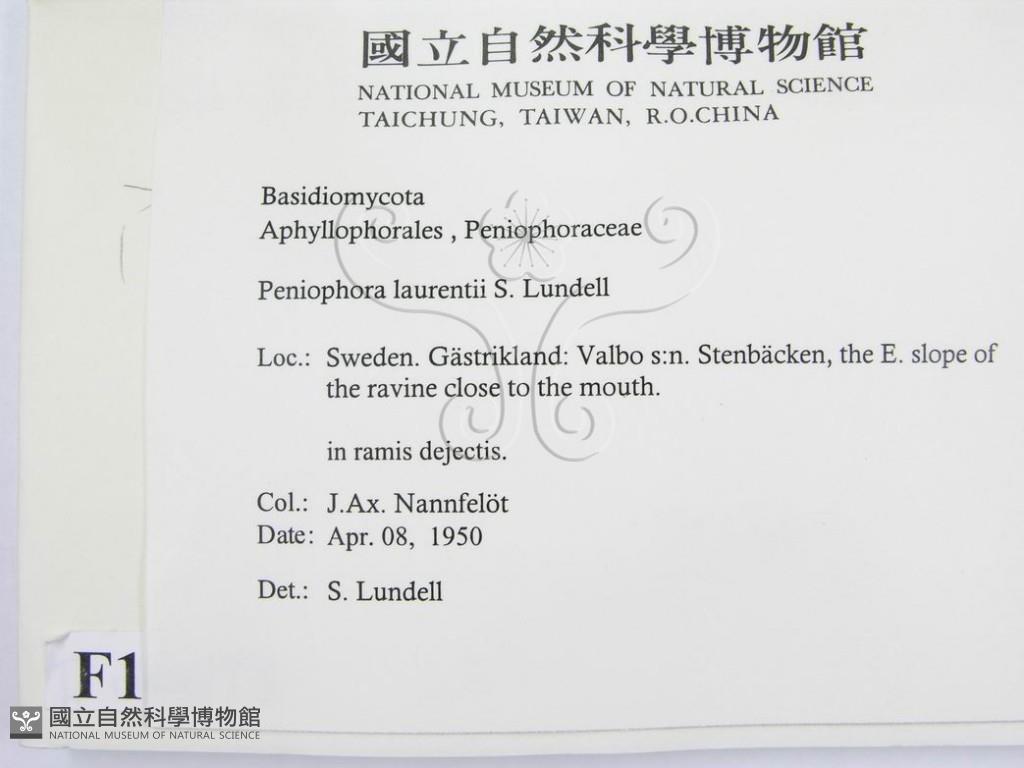 國立自然科學博物館
NATIONAL MUSEUM OF NATURAL SCIENCE
TAICHUNG, TAIWAN, R.O.CHINA
Basidiomycota
Aphyllophorales , Peniophoraceae
Peniophora laurentii S. Lundell
Loc.: Sweden. Gästrikland: Valbo s:n. Stenbäcken, the E. slope of
the ravine close to the mouth.
in ramis dejectis.
Col.: J.Ax. Nannfelöt
Date: Apr. 08, 1950
Det.: S. Lundell
F1
國立自然科學博物館
NATIONAL MUSEUM OF NATURAL SCIENCE